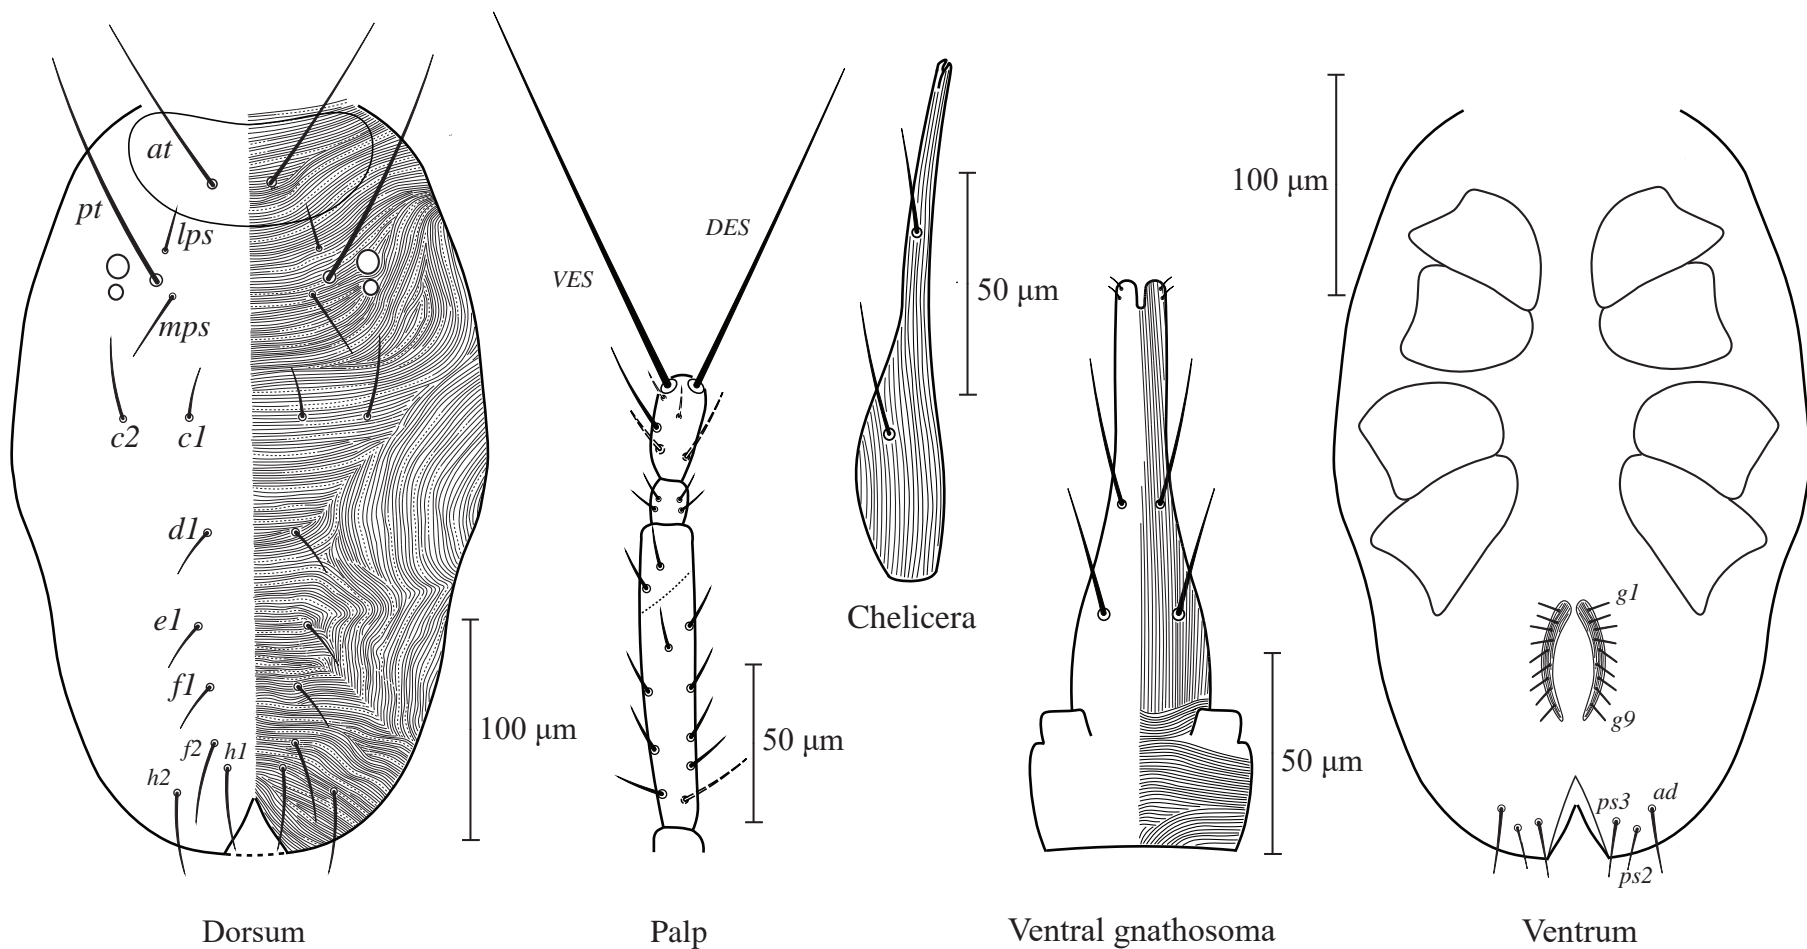 at
pt
lps
mps
c2
c1
d1
e1
f1
f2
h1
h2
100 μm
Dorsum
VES
DES
50 μm
Palp
50 μm
Chelicera
50 μm
Ventral gnathosoma
100 μm
g1
g9
ps3
ad
ps2
Ventrum